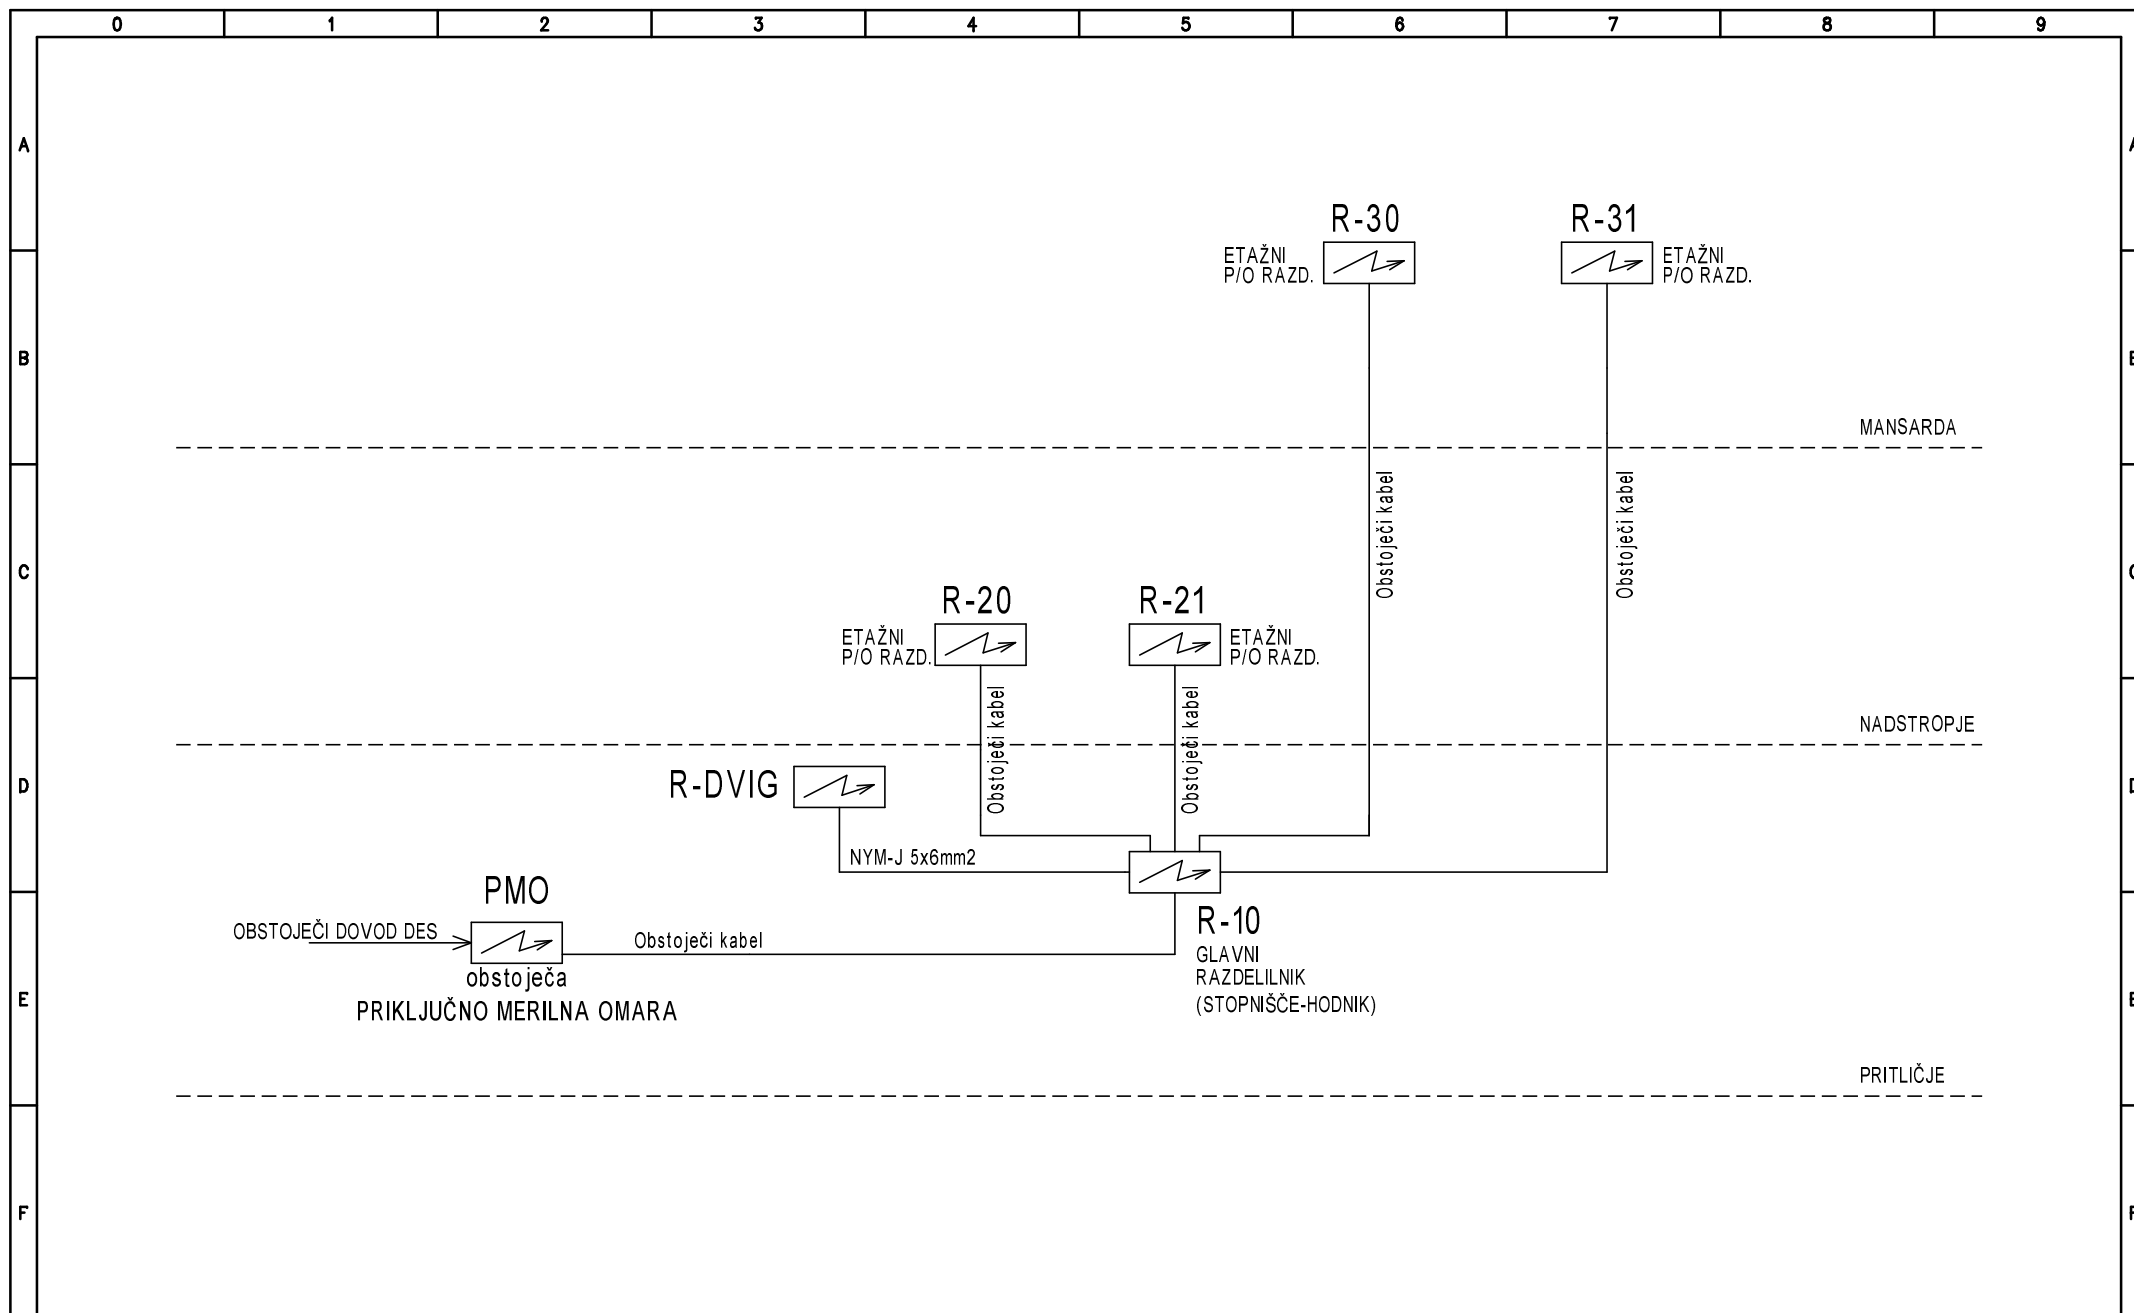 0 1 2 3 4 5 6 7 8 9
A A
R-30 R-31
ETAŽNI
P/O RAZD.
ETAŽNI
P/O RAZD.
B
MANSARDA
Obstoječi kabel
Obstoječi kabel
C
R-20 R-21
ETAŽNI
P/O RAZD.
ETAŽNI
P/O RAZD.
Obstoječi kabel
Obstoječi kabel
NADSTROPJE
D
R-DVIG
NYM-J 5x6mm2
PMO
OBSTOJEČI DOVOD DES
Obstoječi kabel
obstoječa
PRIKLJUČNO MERILNA OMARA
R-10
GLAVNI
RAZDELILNIK
(STOPNIŠČE-HODNIK)
E
PRITLIČJE
F